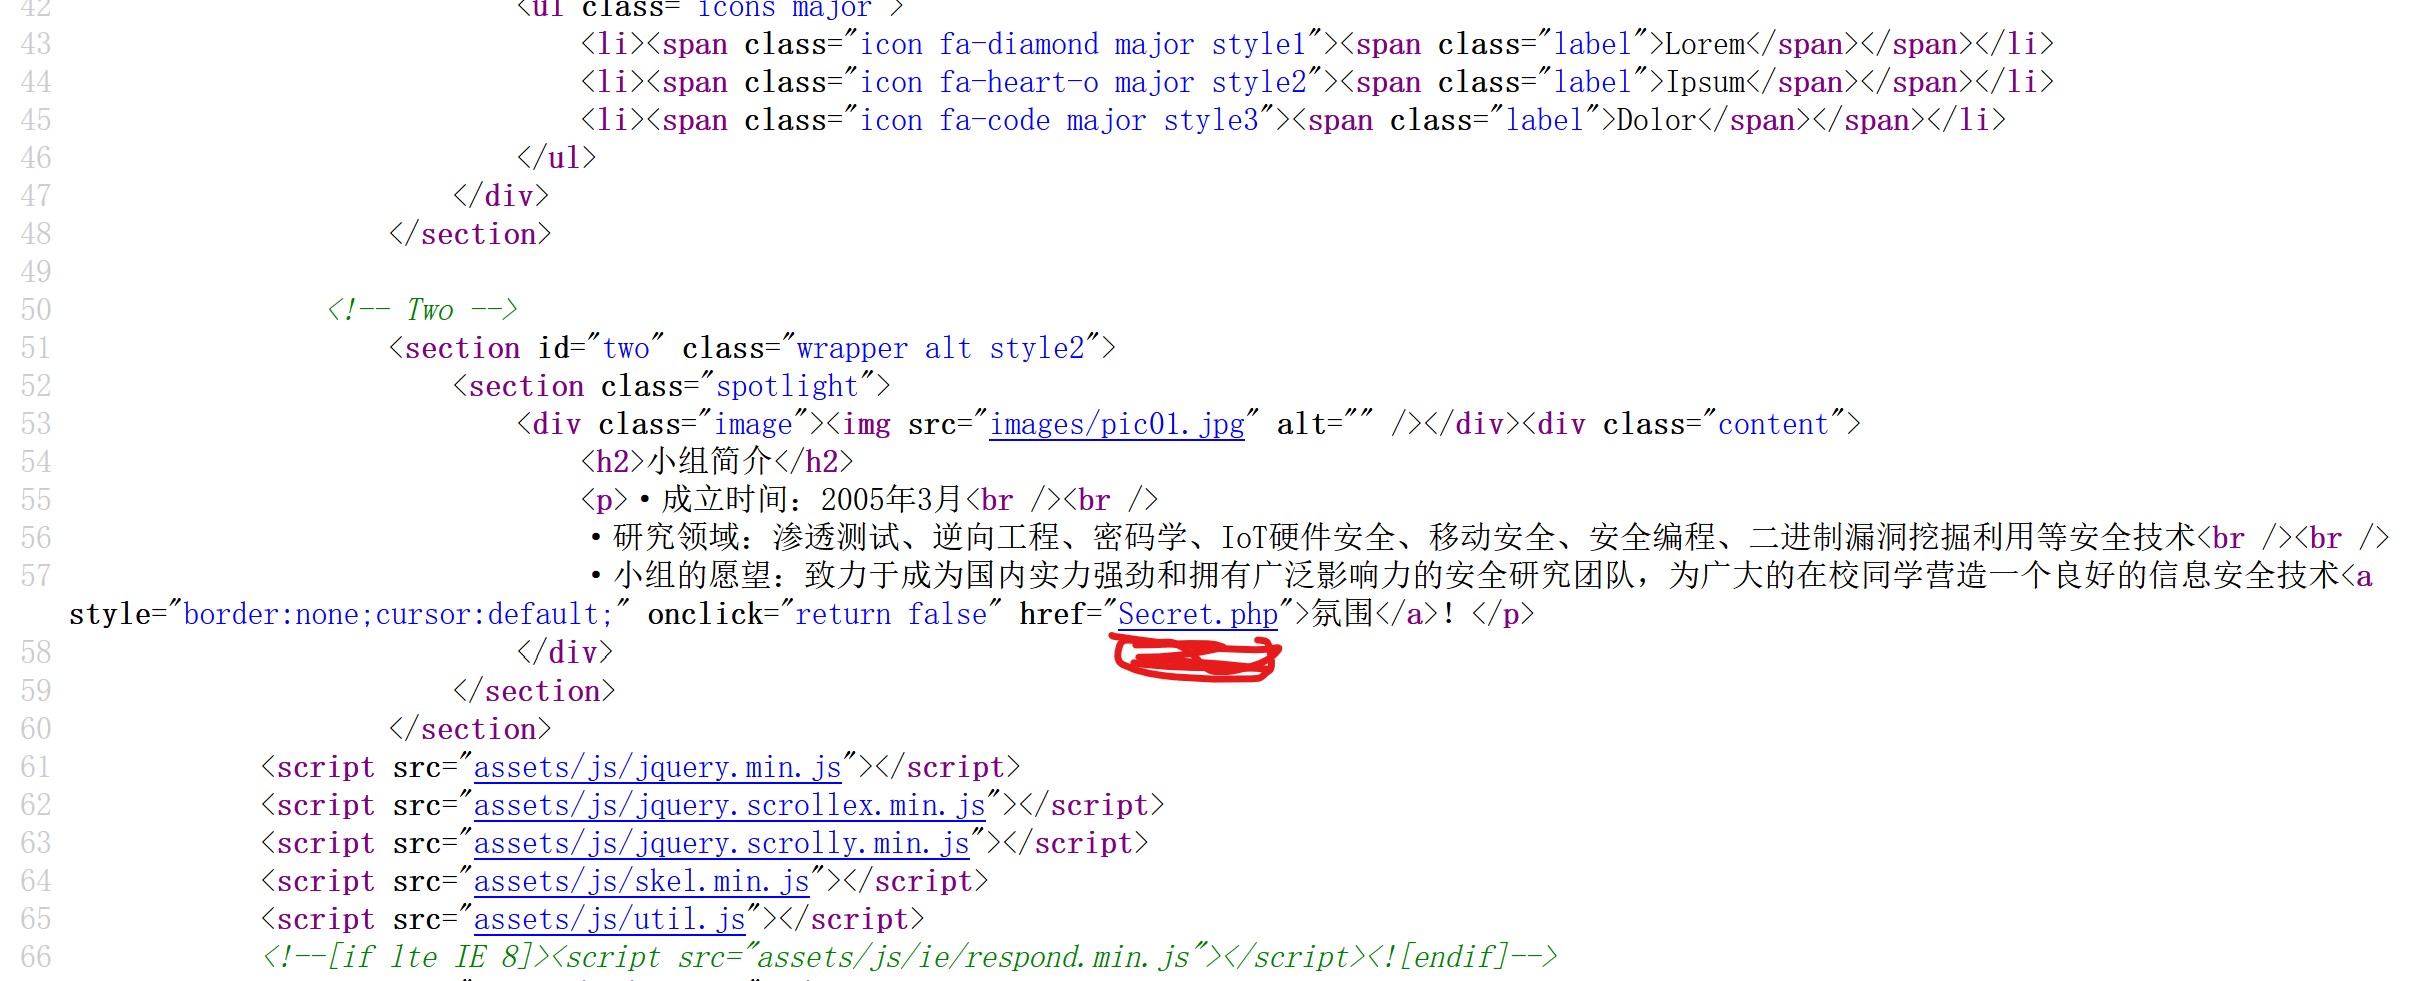 42 <ul class="icons major">
43 <li><span class="icon fa-diamond major style1"><span class="label">Lorem</span></span></li>
44 <li><span class="icon fa-heart-o major style2"><span class="label">Ipsum</span></span></li>
45 <li><span class="icon fa-code major style3"><span class="label">Dolor</span></span></li>
46 </ul>
47 </div>
48 </section>
49
50 <!-- Two -->
51 <section id="two" class="wrapper alt style2">
52 <section class="spotlight">
53 <div class="image"><img src="images/pic01.jpg" alt="" /></div><div class="content">
54 <h2>小组简介</h2>
55 <p>·成立时间：2005年3月<br /><br />
56 ·研究领域：渗透测试、逆向工程、密码学、IoT硬件安全、移动安全、安全编程、二进制漏洞挖掘利用等安全技术<br /><br />
57 ·小组的愿望：致力于成为国内实力强劲和拥有广泛影响力的安全研究团队，为广大的在校同学营造一个良好的信息安全技术<a
style="border:none;cursor:default;" onclick="return false" href="Secret.php">氛围</a>！</p>
58 </div>
59 </section>
60 </section>
61 <script src="assets/js/jquery.min.js"></script>
62 <script src="assets/js/jquery.scrollex.min.js"></script>
63 <script src="assets/js/jquery.scrolly.min.js"></script>
64 <script src="assets/js/skel.min.js"></script>
65 <script src="assets/js/util.js"></script>
66 <!--[if lte IE 8]><script src="assets/js/ie/respond.min.js"></script><![endif]-->